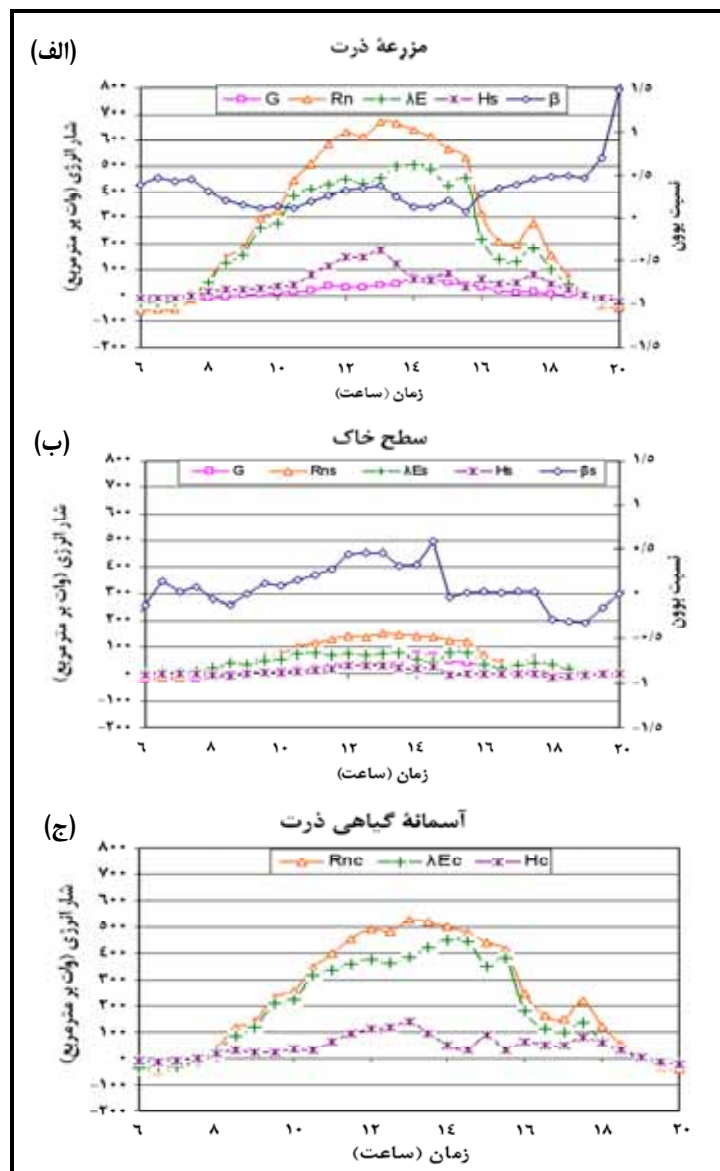 (الف)
مزرعهٔ ذرت
G Rn λE Hs β
شار انرژی (وات بر مترمربع)
۸۰۰
۷۰۰
۶۰۰
۵۰۰
۴۰۰
۳۰۰
۲۰۰
۱۰۰
۰
-۱۰۰
-۲۰۰
۱/۵
۱
۰/۵
۰
-۰/۵
-۱
-۱/۵
نسبت بوون
۶ ۸ ۱۰ ۱۲ ۱۴ ۱۶ ۱۸ ۲۰
زمان (ساعت)
(ب)
سطح خاک
G Rns λEs Hs βs
شار انرژی (وات بر مترمربع)
۸۰۰
۷۰۰
۶۰۰
۵۰۰
۴۰۰
۳۰۰
۲۰۰
۱۰۰
۰
-۱۰۰
-۲۰۰
۱/۵
۱
۰/۵
۰
-۰/۵
-۱
-۱/۵
نسبت بوون
۶ ۸ ۱۰ ۱۲ ۱۴ ۱۶ ۱۸ ۲۰
زمان (ساعت)
(ج)
آسمانهٔ گیاهی ذرت
Rnc λEc Hc
شار انرژی (وات بر مترمربع)
۸۰۰
۷۰۰
۶۰۰
۵۰۰
۴۰۰
۳۰۰
۲۰۰
۱۰۰
۰
-۱۰۰
-۲۰۰
۶ ۸ ۱۰ ۱۲ ۱۴ ۱۶ ۱۸ ۲۰
زمان (ساعت)